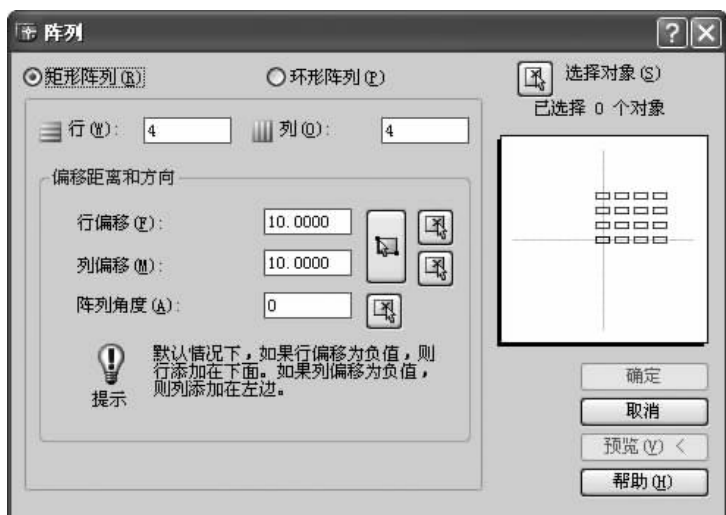 阵列
矩形阵列(R)
环形阵列(P)
选择对象(S)
已选择 0 个对象
行(W): 4
列(O): 4
偏移距离和方向
行偏移(F): 10.0000
列偏移(M): 10.0000
阵列角度(A): 0
提示
默认情况下，如果行偏移为负值，则
行添加在下面。如果列偏移为负值，
则列添加在左边。
确定
取消
预览(V) <
帮助(H)